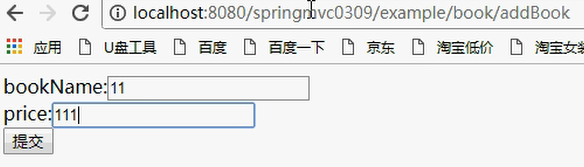 localhost:8080/springmvc0309/example/book/addBook
应用 U盘工具 百度 百度一下 京东 淘宝低价 淘宝女装
bookName:11
price:111
提交